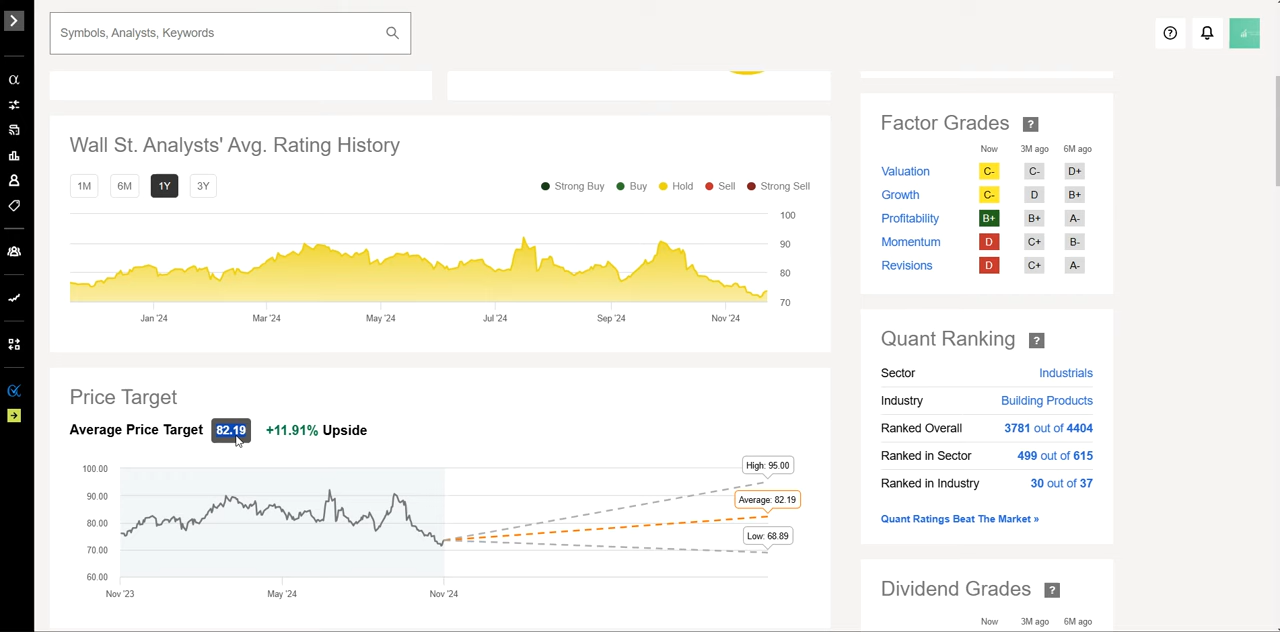 Symbols, Analysts, Keywords
Wall St. Analysts' Avg. Rating History
1M 6M 1Y 3Y
Strong Buy Buy Hold Sell Strong Sell
100
90
80
70
Jan '24 Mar '24 May '24 Jul '24 Sep '24 Nov '24
Price Target
Average Price Target 82.19 +11.91% Upside
100.00
90.00
80.00
70.00
60.00
High: 95.00
Average: 82.19
Low: 68.89
Nov '23 May '24 Nov '24
Factor Grades ?
Now 3M ago 6M ago
Valuation C- C- D+
Growth C- D B+
Profitability B+ B+ A-
Momentum D C+ B-
Revisions D C+ A-
Quant Ranking ?
Sector Industrials
Industry Building Products
Ranked Overall 3781 out of 4404
Ranked in Sector 499 out of 615
Ranked in Industry 30 out of 37
Quant Ratings Beat The Market »
Dividend Grades ?
Now 3M ago 6M ago